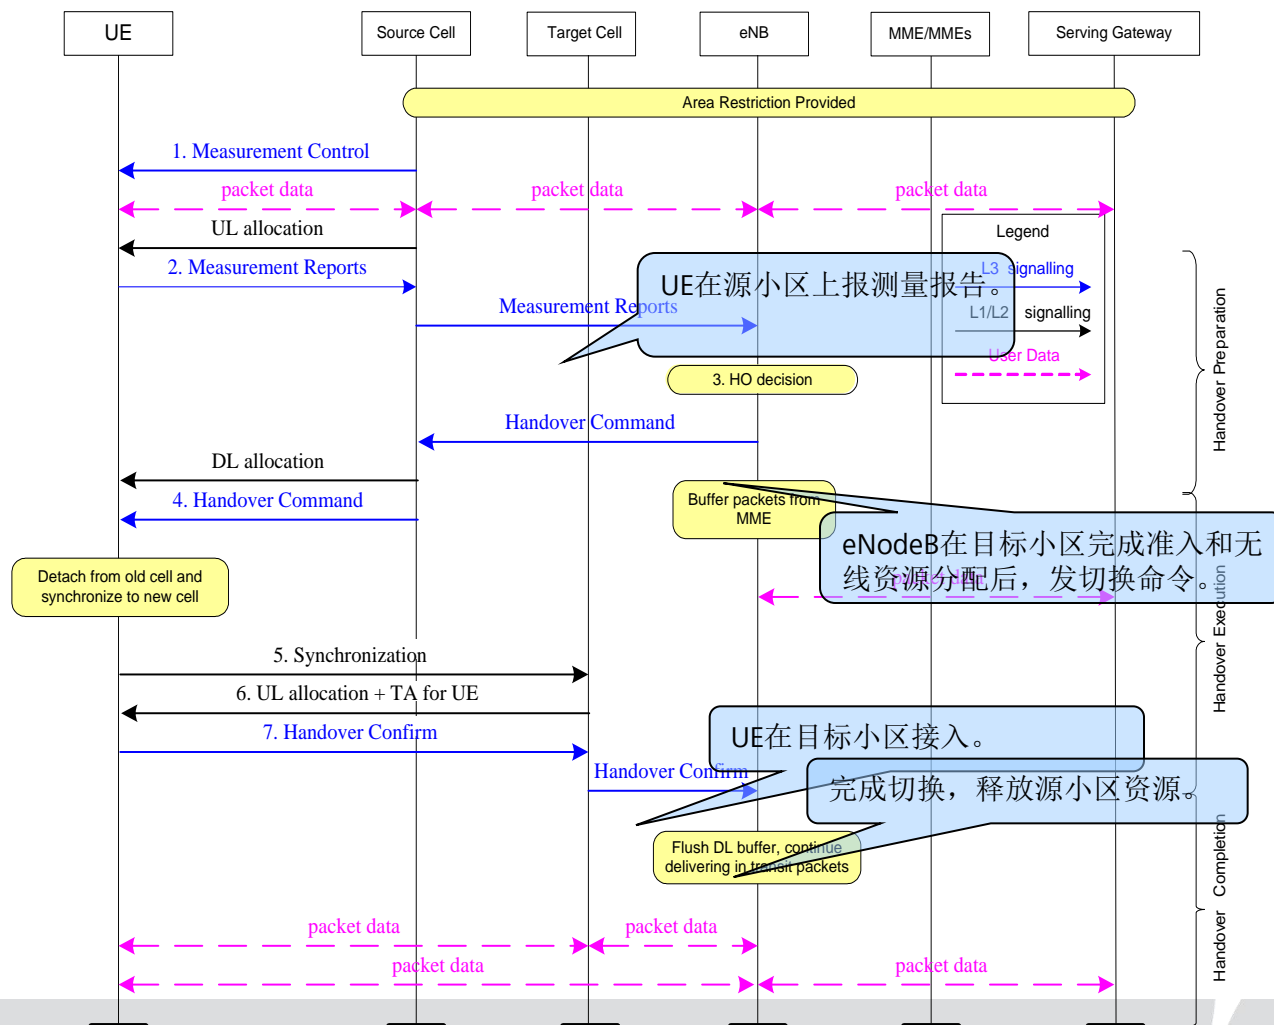 UE
Source Cell
Target Cell
eNB
MME/MMEs
Serving Gateway
Area Restriction Provided
1. Measurement Control
packet data
packet data
packet data
UL allocation
Legend
2. Measurement Reports
L3 signalling
UE在源小区上报测量报告。
Measurement Reports
L1/L2 signalling
User Data
3. HO decision
Handover Preparation
Handover Command
DL allocation
4. Handover Command
Buffer packets from
MME
eNodeB在目标小区完成准入和无
线资源分配后，发切换命令。
packet data
Detach from old cell and
synchronize to new cell
Handover Execution
5. Synchronization
6. UL allocation + TA for UE
7. Handover Confirm
UE在目标小区接入。
Handover Confirm
完成切换，释放源小区资源。
Flush DL buffer, continue
delivering in transit packets
Handover Completion
packet data
packet data
packet data
packet data